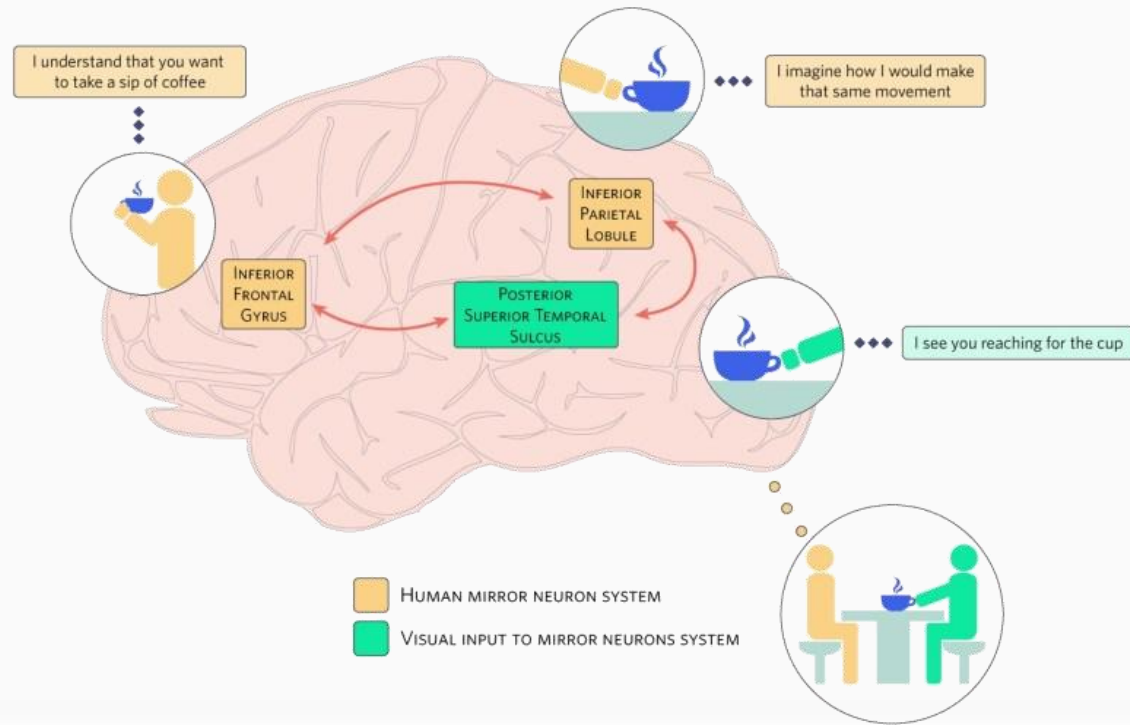 I understand that you want
to take a sip of coffee
I imagine how I would make
that same movement
Inferior
Parietal
Lobule
Inferior
Frontal
Gyrus
Posterior
Superior Temporal
Sulcus
I see you reaching for the cup
Human mirror neuron system
Visual input to mirror neurons system